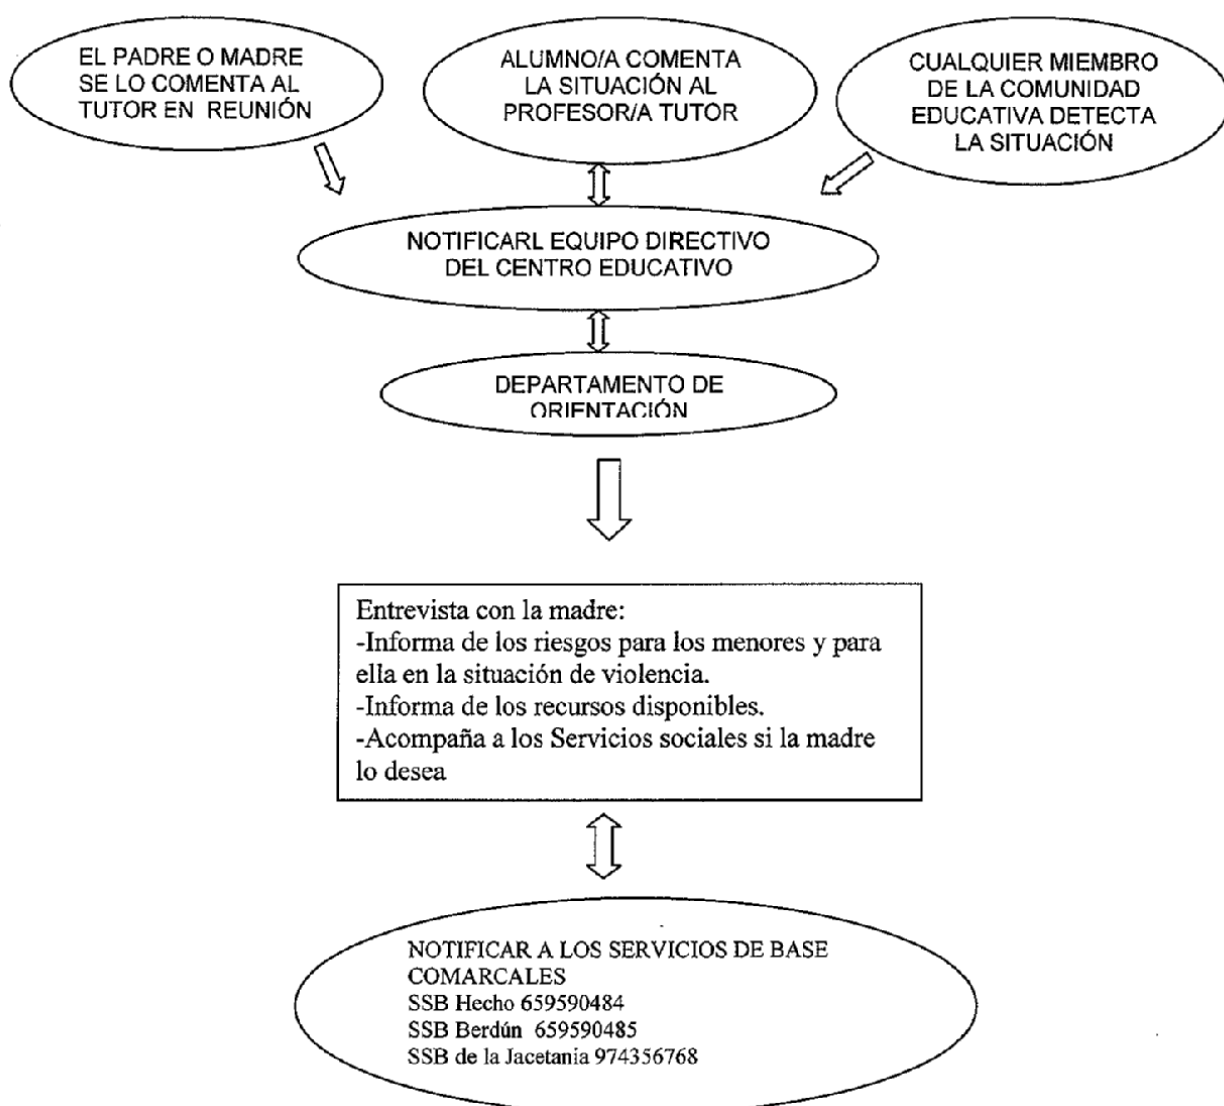 EL PADRE O MADRE
SE LO COMENTA AL
TUTOR EN REUNIÓN
ALUMNO/A COMENTA
LA SITUACIÓN AL
PROFESOR/A TUTOR
CUALQUIER MIEMBRO
DE LA COMUNIDAD
EDUCATIVA DETECTA
LA SITUACIÓN
NOTIFICARL EQUIPO DIRECTIVO
DEL CENTRO EDUCATIVO
DEPARTAMENTO DE
ORIENTACIÓN
Entrevista con la madre:
-Informa de los riesgos para los menores y para
ella en la situación de violencia.
-Informa de los recursos disponibles.
-Acompaña a los Servicios sociales si la madre
lo desea
NOTIFICAR A LOS SERVICIOS DE BASE
COMARCALES
SSB Hecho 659590484
SSB Berdún 659590485
SSB de la Jacetania 974356768